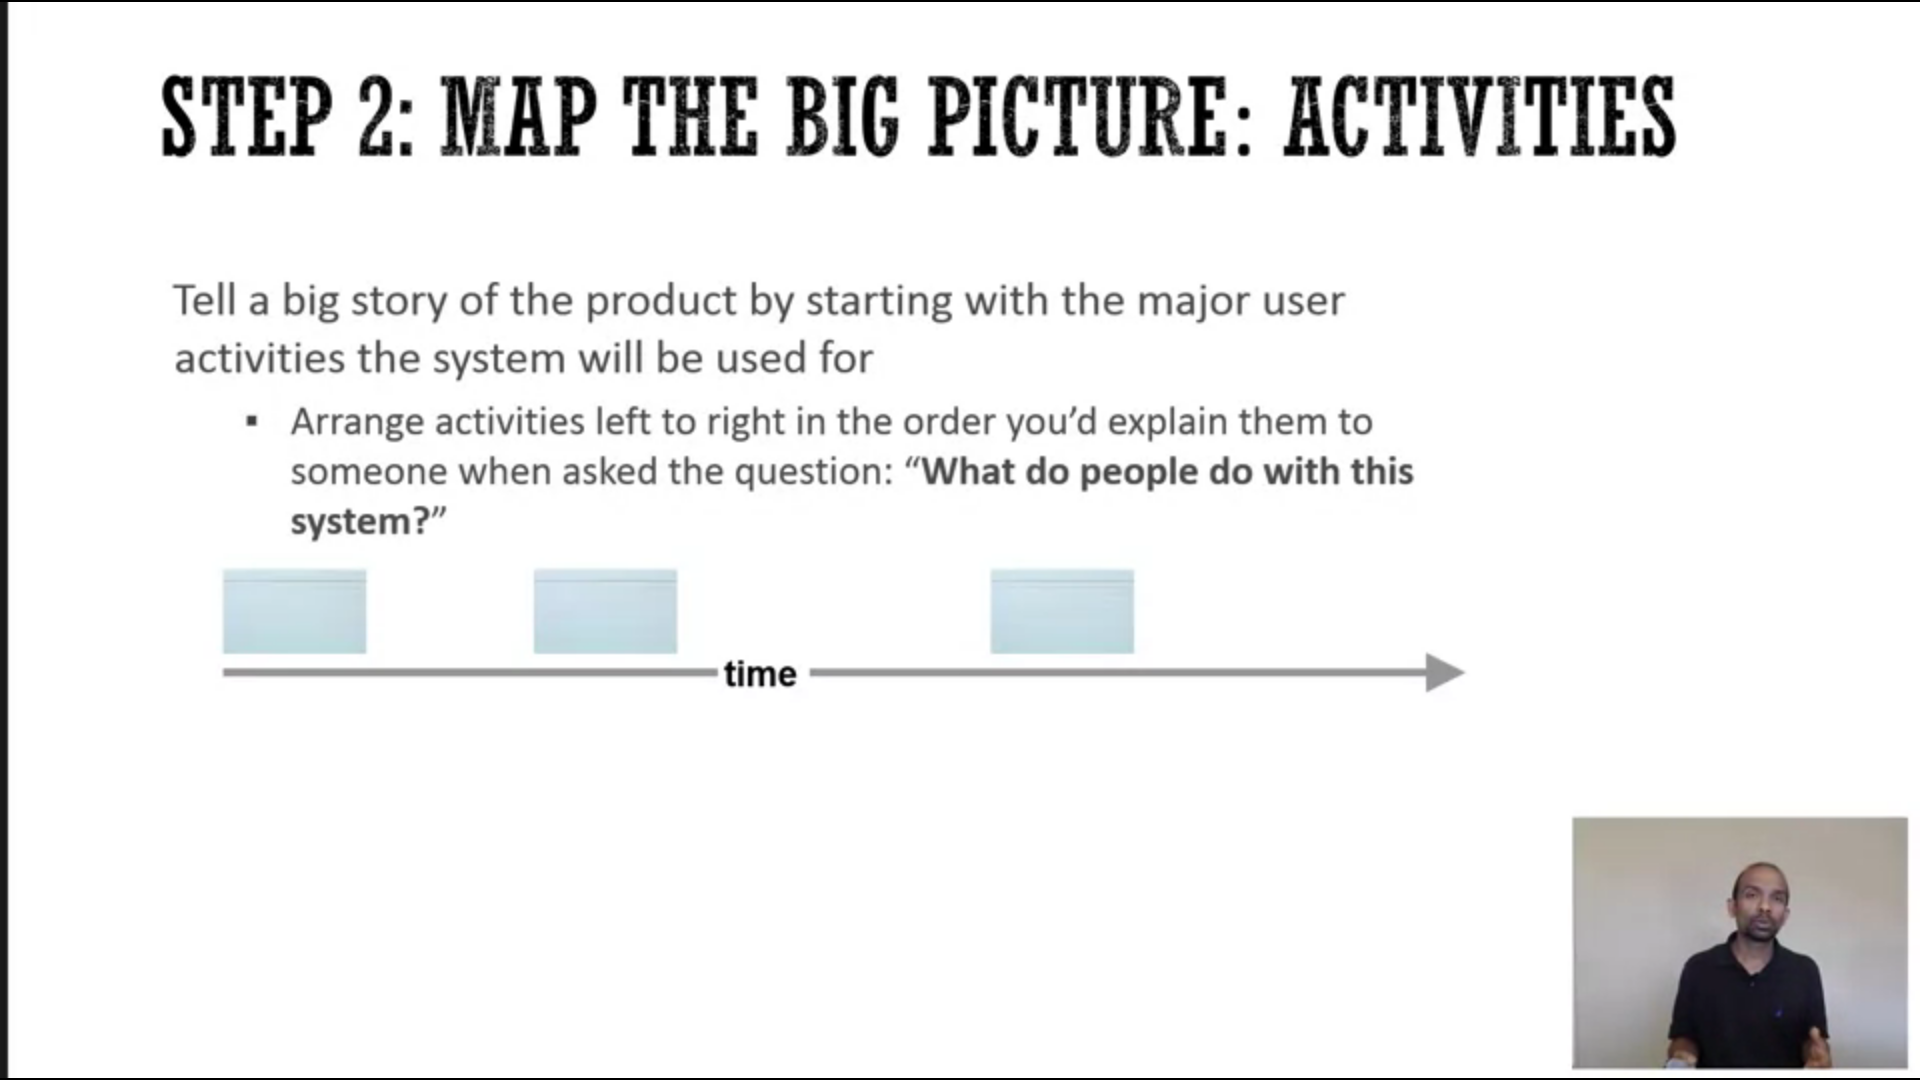 STEP 2: MAP THE BIG PICTURE: ACTIVITIES
Tell a big story of the product by starting with the major user
activities the system will be used for
▪ Arrange activities left to right in the order you’d explain them to
someone when asked the question: “What do people do with this
system?”
time